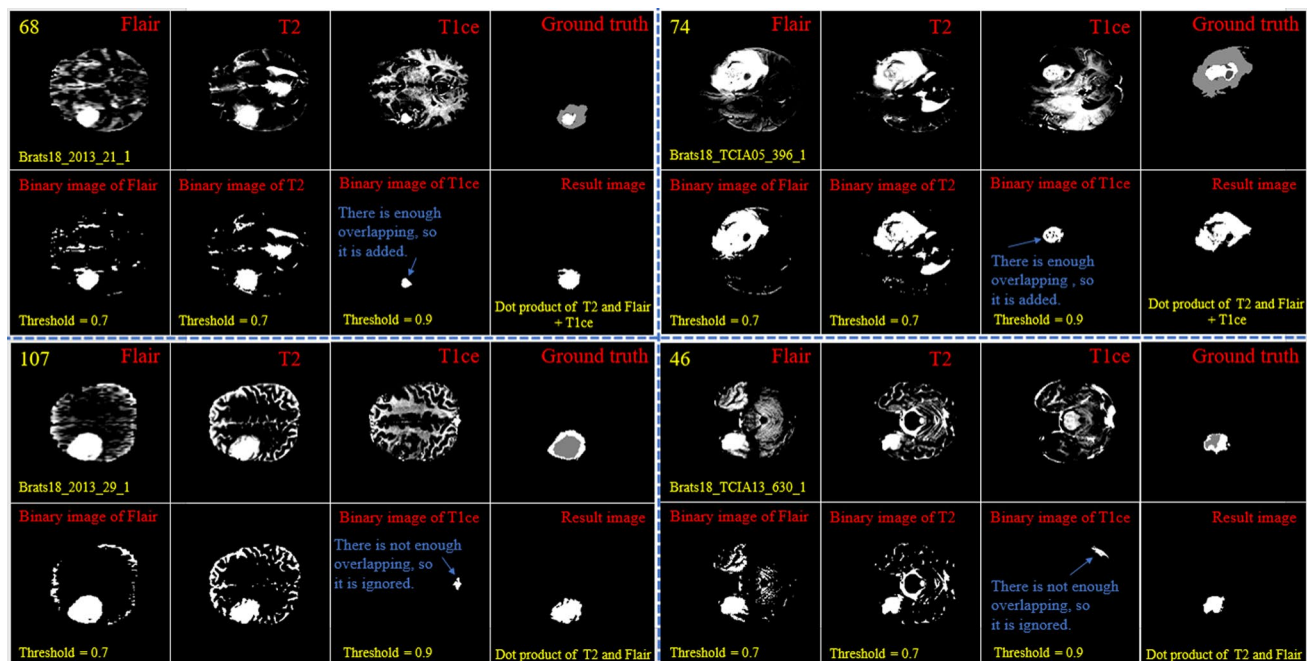 68
Flair
T2
T1ce
Ground truth
Brats18_2013_21_1
Binary image of Flair
Binary image of T2
Binary image of T1ce
Result image
There is enough
overlapping, so
it is added.
Threshold = 0.7
Threshold = 0.7
Threshold = 0.9
Dot product of T2 and Flair
+ T1ce
74
Flair
T2
T1ce
Ground truth
Brats18_TCIA05_396_1
Binary image of Flair
Binary image of T2
Binary image of T1ce
Result image
There is enough
overlapping , so
it is added.
Threshold = 0.7
Threshold = 0.7
Threshold = 0.9
Dot product of T2 and Flair
+ T1ce
107
Flair
T2
T1ce
Ground truth
Brats18_2013_29_1
Binary image of Flair
Binary image of T1ce
Result image
There is not enough
overlapping, so
it is ignored.
Threshold = 0.7
Threshold = 0.9
Dot product of T2 and Flair
46
Flair
T2
T1ce
Ground truth
Brats18_TCIA13_630_1
Binary image of Flair
Binary image of T2
Binary image of T1ce
Result image
There is not enough
overlapping, so
it is ignored.
Threshold = 0.7
Threshold = 0.7
Threshold = 0.9
Dot product of T2 and Flair